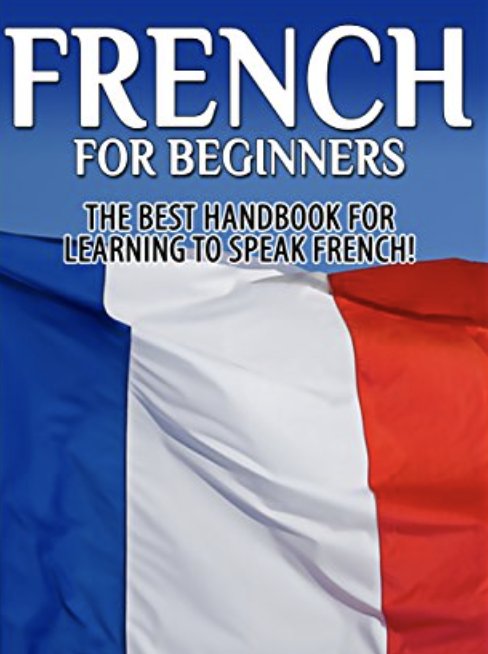 FRENCH
FOR BEGINNERS
THE BEST HANDBOOK FOR
LEARNING TO SPEAK FRENCH!